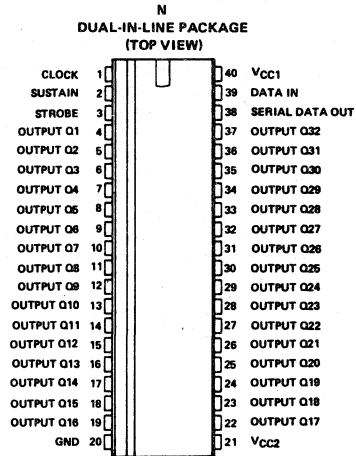 N
DUAL-IN-LINE PACKAGE
(TOP VIEW)
CLOCK 1 40 VCC1
SUSTAIN 2 39 DATA IN
STROBE 3 38 SERIAL DATA OUT
OUTPUT Q1 4 37 OUTPUT Q32
OUTPUT Q2 5 36 OUTPUT Q31
OUTPUT Q3 6 35 OUTPUT Q30
OUTPUT Q4 7 34 OUTPUT Q29
OUTPUT Q5 8 33 OUTPUT Q28
OUTPUT Q6 9 32 OUTPUT Q27
OUTPUT Q7 10 31 OUTPUT Q26
OUTPUT Q8 11 30 OUTPUT Q25
OUTPUT Q9 12 29 OUTPUT Q24
OUTPUT Q10 13 28 OUTPUT Q23
OUTPUT Q11 14 27 OUTPUT Q22
OUTPUT Q12 15 26 OUTPUT Q21
OUTPUT Q13 16 25 OUTPUT Q20
OUTPUT Q14 17 24 OUTPUT Q19
OUTPUT Q15 18 23 OUTPUT Q18
OUTPUT Q16 19 22 OUTPUT Q17
GND 20 21 VCC2